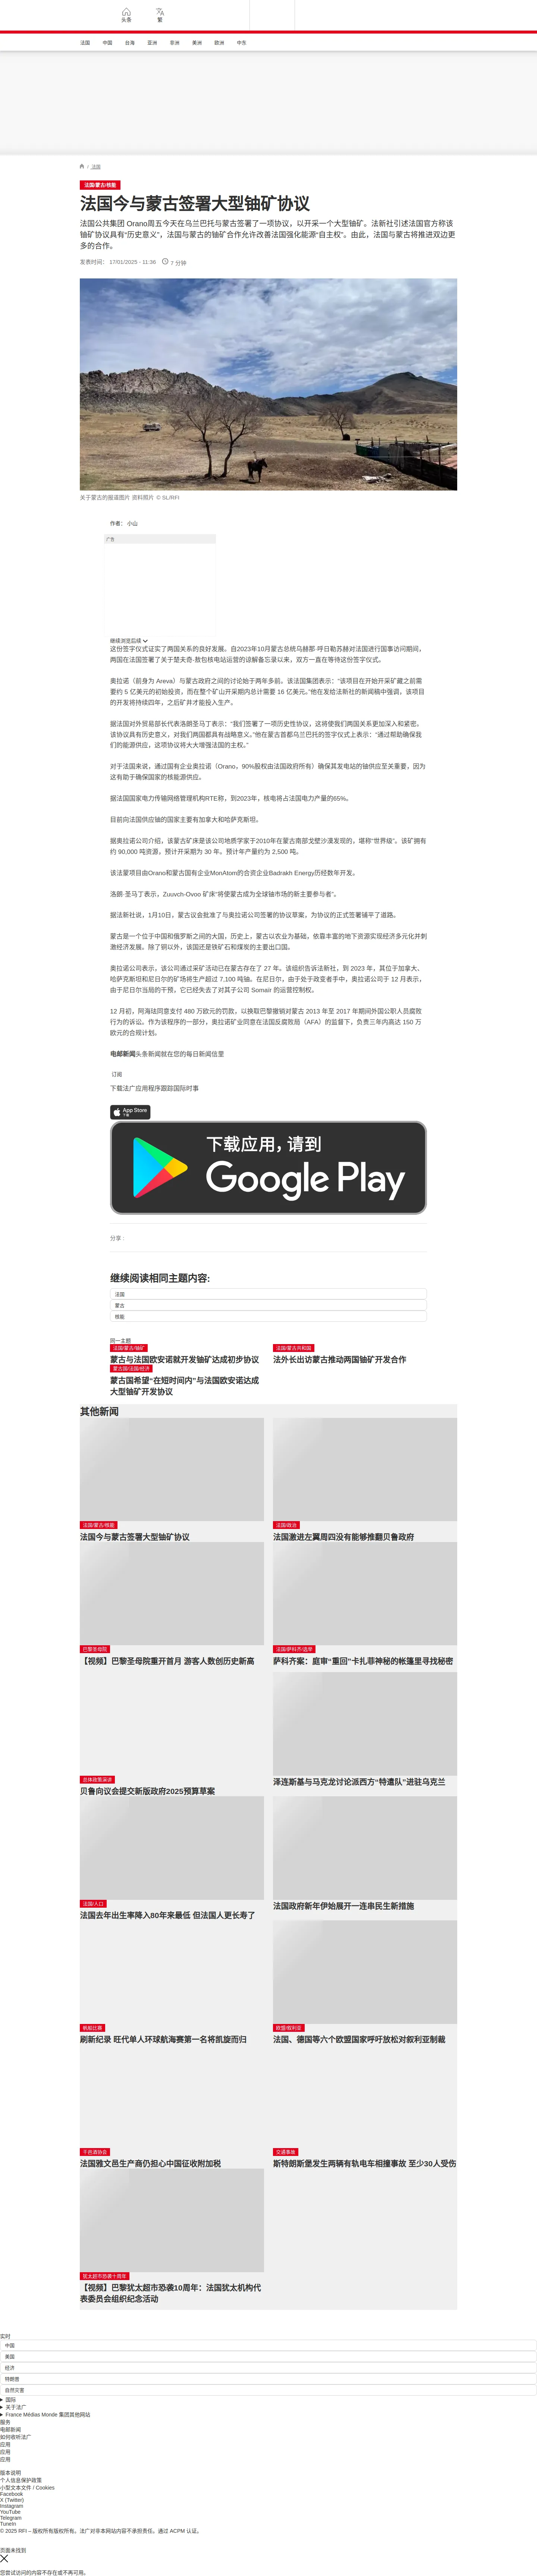 头条
繁
法国
中国
台海
亚洲
非洲
美洲
欧洲
中东
/ 法国
法国/蒙古/核能
法国今与蒙古签署大型铀矿协议
法国公共集团 Orano周五今天在乌兰巴托与蒙古签署了一项协议，以开采一个大型铀矿。法新社引述法国官方称该
铀矿协议具有“历史意义”，法国与蒙古的铀矿合作允许改善法国强化能源“自主权”。由此，法国与蒙古将推进双边更
多的合作。
发表时间： 17/01/2025 - 11:36
7 分钟
关于蒙古的报道图片 资料照片 © SL/RFI
作者： 小山
广告
继续浏览后续
这份签字仪式证实了两国关系的良好发展。自2023年10月蒙古总统乌赫那·呼日勒苏赫对法国进行国事访问期间，
两国在法国签署了关于楚夫奇-敖包核电站运营的谅解备忘录以来，双方一直在等待这份签字仪式。
奥拉诺（前身为 Areva）与蒙古政府之间的讨论始于两年多前。该法国集团表示：“该项目在开始开采矿藏之前需
要约 5 亿美元的初始投资，而在整个矿山开采期内总计需要 16 亿美元。”他在发给法新社的新闻稿中强调，该项目
的开发将持续四年，之后矿井才能投入生产。
据法国对外贸易部长代表洛朗圣马丁表示：“我们签署了一项历史性协议，这将使我们两国关系更加深入和紧密。
该协议具有历史意义，对我们两国都具有战略意义。”他在蒙古首都乌兰巴托的签字仪式上表示：“通过帮助确保我
们的能源供应，这项协议将大大增强法国的主权。”
对于法国来说，通过国有企业奥拉诺（Orano，90%股权由法国政府所有）确保其发电站的铀供应至关重要，因为
这有助于确保国家的核能源供应。
据法国国家电力传输网络管理机构RTE称，到2023年，核电将占法国电力产量的65%。
目前向法国供应铀的国家主要有加拿大和哈萨克斯坦。
据奥拉诺公司介绍，该蒙古矿床是该公司地质学家于2010年在蒙古南部戈壁沙漠发现的，堪称“世界级”。该矿拥有
约 90,000 吨资源，预计开采期为 30 年。预计年产量约为 2,500 吨。
该法蒙项目由Orano和蒙古国有企业MonAtom的合资企业Badrakh Energy历经数年开发。
洛朗·圣马丁表示，Zuuvch-Ovoo 矿床“将使蒙古成为全球铀市场的新主要参与者”。
据法新社说，1月10日，蒙古议会批准了与奥拉诺公司签署的协议草案，为协议的正式签署铺平了道路。
蒙古是一个位于中国和俄罗斯之间的大国，历史上，蒙古以农业为基础，依靠丰富的地下资源实现经济多元化并刺
激经济发展。除了铜以外，该国还是铁矿石和煤炭的主要出口国。
奥拉诺公司表示，该公司通过采矿活动已在蒙古存在了 27 年。该组织告诉法新社，到 2023 年，其位于加拿大、
哈萨克斯坦和尼日尔的矿场将生产超过 7,100 吨铀。在尼日尔，由于处于政变者手中，奥拉诺公司于 12 月表示，
由于尼日尔当局的干预，它已经失去了对其子公司 Somair 的运营控制权。
12 月初，阿海珐同意支付 480 万欧元的罚款，以换取巴黎撤销对蒙古 2013 年至 2017 年期间外国公职人员腐败
行为的诉讼。作为该程序的一部分，奥拉诺矿业同意在法国反腐败局（AFA）的监督下，负责三年内高达 150 万
欧元的合规计划。
电邮新闻头条新闻就在您的每日新闻信里
订阅
下载法广应用程序跟踪国际时事
App Store
下载
下载应用，请到
Google Play
分享 :
继续阅读相同主题内容:
法国
蒙古
核能
同一主题
法国/蒙古/铀矿
蒙古与法国欧安诺就开发铀矿达成初步协议
法国/蒙古共和国
法外长出访蒙古推动两国铀矿开发合作
蒙古国/法国/经济
蒙古国希望“在短时间内”与法国欧安诺达成
大型铀矿开发协议
其他新闻
法国/蒙古/核能
法国今与蒙古签署大型铀矿协议
法国/政治
法国激进左翼周四没有能够推翻贝鲁政府
巴黎圣母院
【视频】巴黎圣母院重开首月 游客人数创历史新高
法国/萨科齐/选举
萨科齐案：庭审“重回”卡扎菲神秘的帐篷里寻找秘密
总体政策演讲
贝鲁向议会提交新版政府2025预算草案
泽连斯基与马克龙讨论派西方“特遣队”进驻乌克兰
法国/人口
法国去年出生率降入80年来最低 但法国人更长寿了
法国政府新年伊始展开一连串民生新措施
帆船比赛
刷新纪录 旺代单人环球航海赛第一名将凯旋而归
欧盟/叙利亚
法国、德国等六个欧盟国家呼吁放松对叙利亚制裁
干邑酒协会
法国雅文邑生产商仍担心中国征收附加税
交通事故
斯特朗斯堡发生两辆有轨电车相撞事故 至少30人受伤
犹太超市恐袭十周年
【视频】巴黎犹太超市恐袭10周年：法国犹太机构代
表委员会组织纪念活动
实时
中国
美国
经济
特朗普
自然灾害
国际
关于法广
France Médias Monde 集团其他网站
服务
电邮新闻
如何收听法广
应用
应用
应用
版本说明
个人信息保护政策
小型文本文件 / Cookies
Facebook
X (Twitter)
Instagram
YouTube
Telegram
TuneIn
© 2025 RFI – 版权所有版权所有。法广对非本网站内容不承担责任。通过 ACPM 认证。
页面未找到
您尝试访问的内容不存在或不再可用。